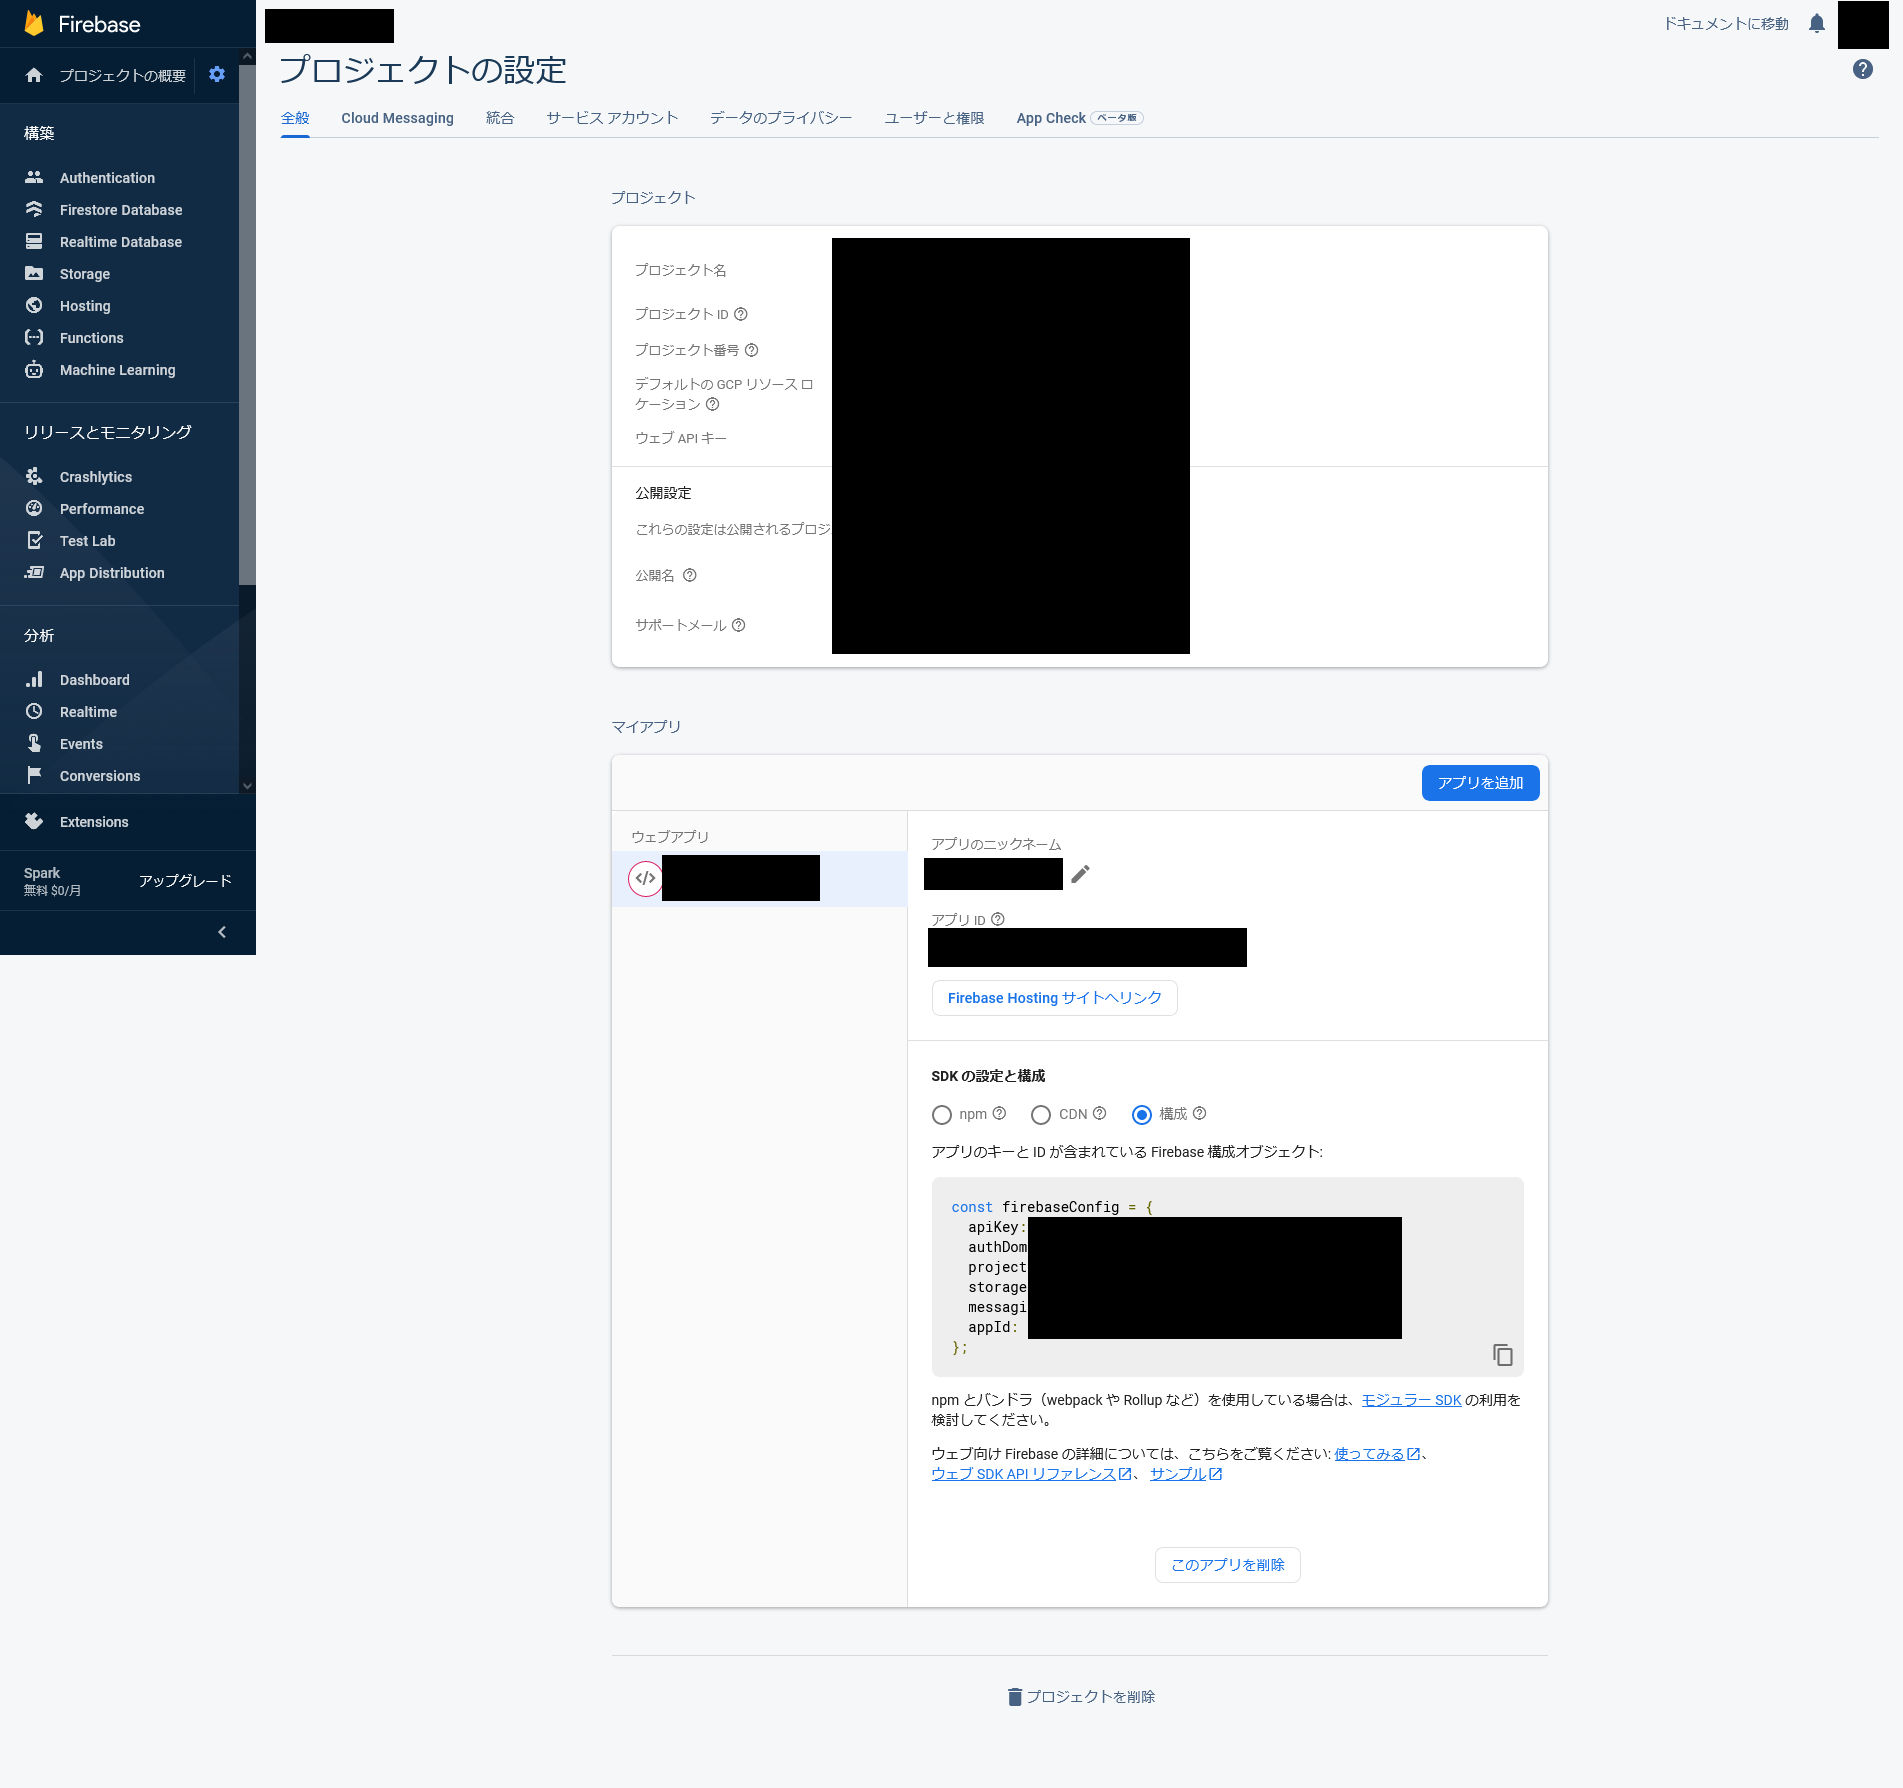 Firebase
ドキュメントに移動
プロジェクトの概要
プロジェクトの設定
全般
Cloud Messaging
統合
サービス アカウント
データのプライバシー
ユーザーと権限
App Check ベータ版
構築
Authentication
Firestore Database
Realtime Database
Storage
Hosting
Functions
Machine Learning
リリースとモニタリング
Crashlytics
Performance
Test Lab
App Distribution
分析
Dashboard
Realtime
Events
Conversions
Extensions
Spark
無料 $0/月
アップグレード
プロジェクト
プロジェクト名
プロジェクト ID
プロジェクト番号
デフォルトの GCP リソース ロ
ケーション
ウェブ API キー
公開設定
これらの設定は公開されるプロジ
公開名
サポートメール
マイアプリ
アプリを追加
ウェブアプリ
</>
アプリのニックネーム
アプリ ID
Firebase Hosting サイトへリンク
SDK の設定と構成
npm
CDN
構成
アプリのキーと ID が含まれている Firebase 構成オブジェクト:
const firebaseConfig = {
apiKey:
authDom
project
storage
messagi
appId:
};
npm とバンドラ（webpack や Rollup など）を使用している場合は、モジュラー SDK の利用を
検討してください。
ウェブ向け Firebase の詳細については、こちらをご覧ください: 使ってみる、
ウェブ SDK API リファレンス、 サンプル
このアプリを削除
プロジェクトを削除